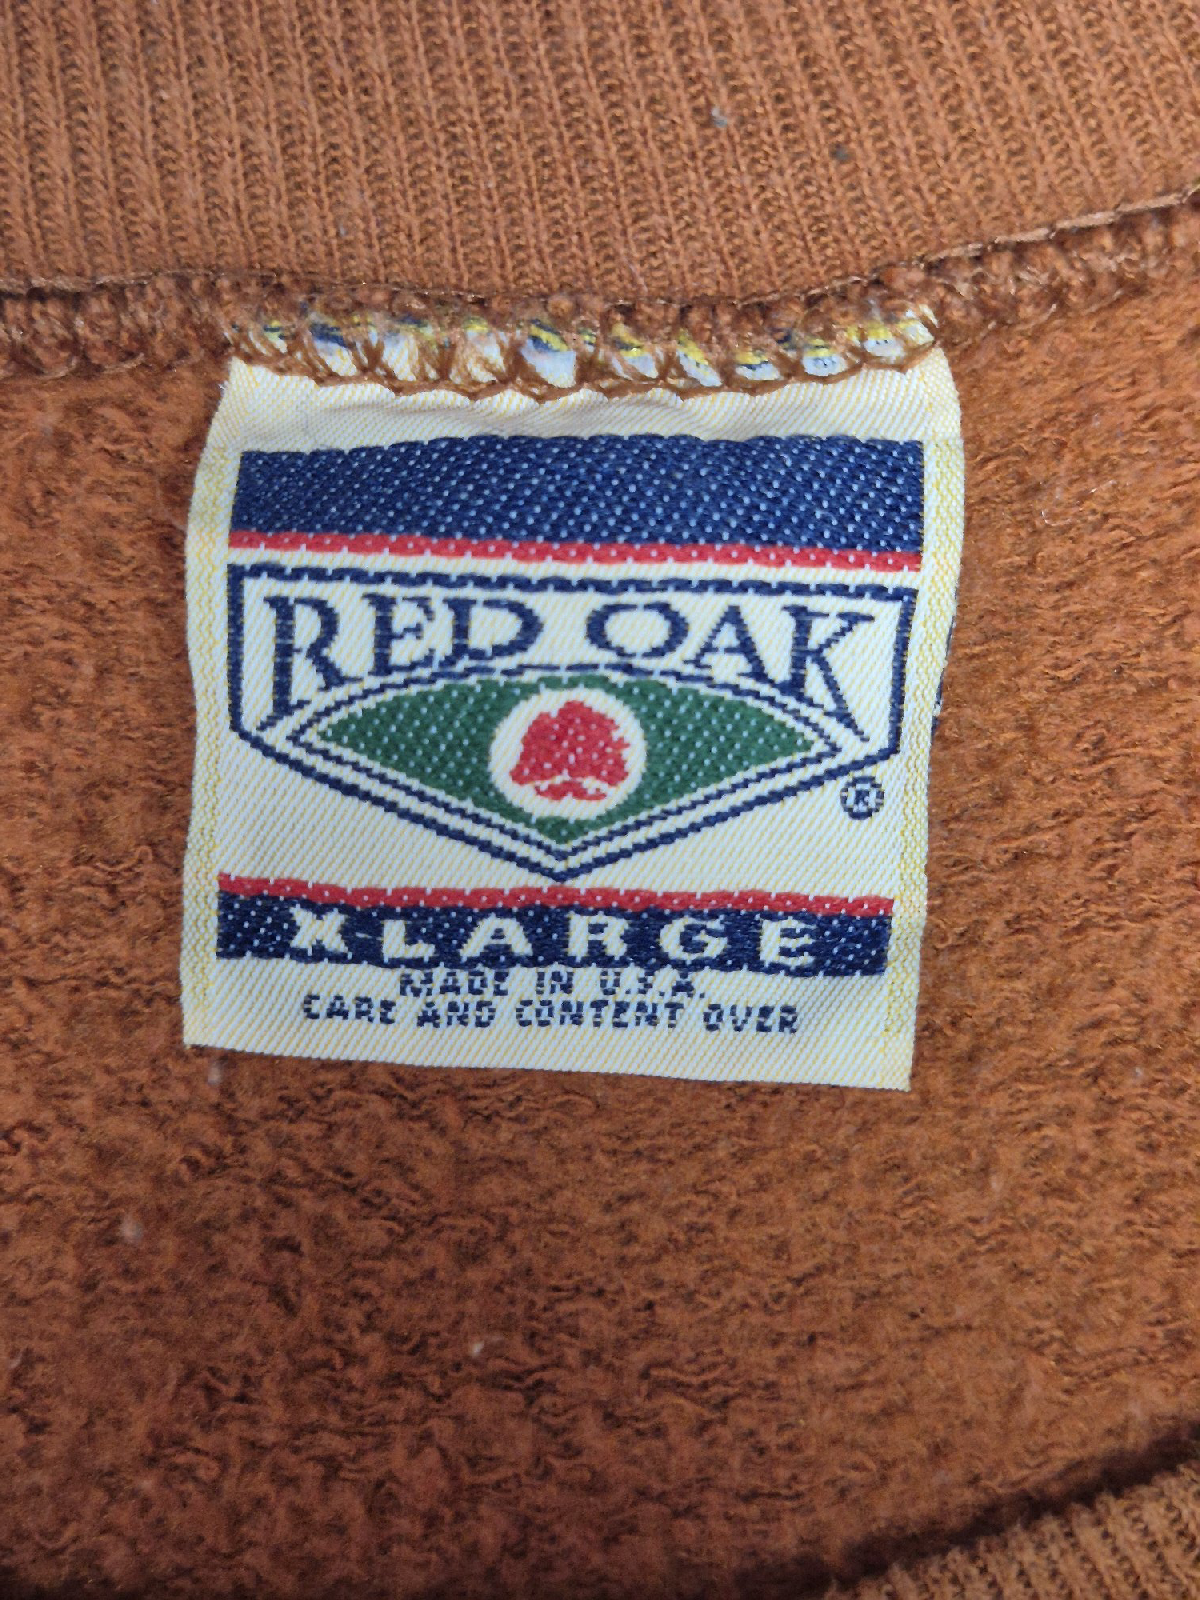 RED OAK
®
XLARGE
MADE IN U.S.A.
CARE AND CONTENT OVER